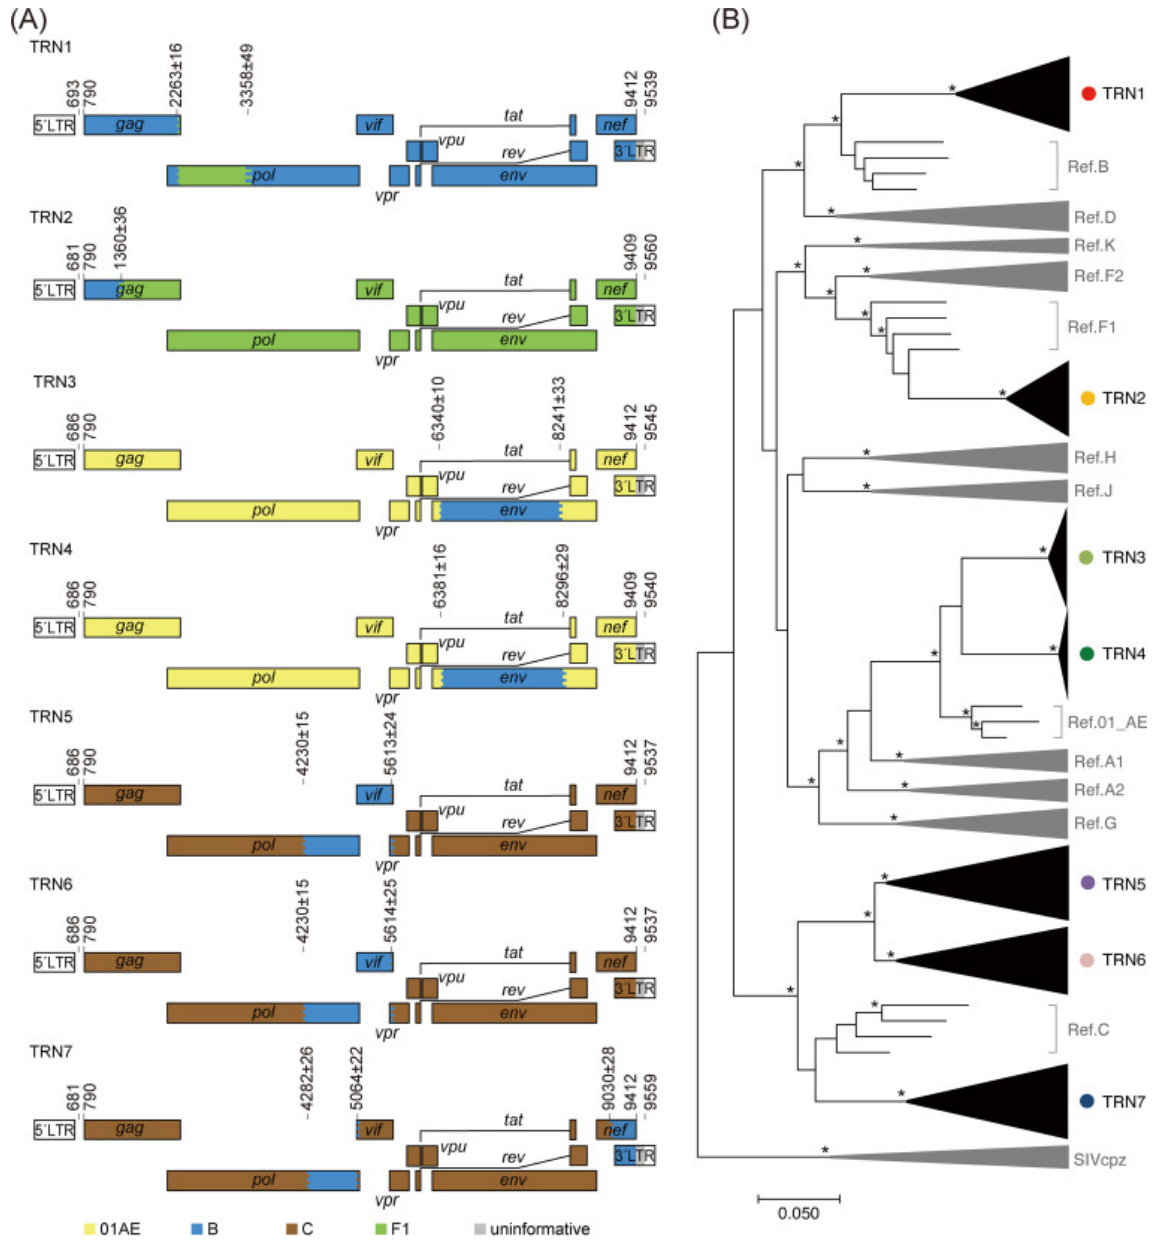 (A)
TRN1
693
790
2263±16
3358±49
9412
9539
5´LTR
gag
vif
tat
nef
vpu
rev
3´LTR
pol
vpr
env
TRN2
681
790
1360±36
9409
9560
5´LTR
gag
vif
tat
nef
vpu
rev
3´LTR
pol
vpr
env
TRN3
686
790
6340±10
8241±33
9412
9545
5´LTR
gag
vif
tat
nef
vpu
rev
3´LTR
pol
vpr
env
TRN4
686
790
6381±16
8296±29
9409
9540
5´LTR
gag
vif
tat
nef
vpu
rev
3´LTR
pol
vpr
env
TRN5
686
790
4230±15
5613±24
9412
9537
5´LTR
gag
vif
tat
nef
vpu
rev
3´LTR
pol
vpr
env
TRN6
686
790
4230±15
5614±25
9412
9537
5´LTR
gag
vif
tat
nef
vpu
rev
3´LTR
pol
vpr
env
TRN7
681
790
4282±26
5064±22
9030±28
9412
9559
5´LTR
gag
vif
tat
nef
vpu
rev
3´LTR
pol
vpr
env
01AE B C F1 uninformative
(B)
TRN1
Ref.B
Ref.D
Ref.K
Ref.F2
Ref.F1
TRN2
Ref.H
Ref.J
TRN3
TRN4
Ref.01_AE
Ref.A1
Ref.A2
Ref.G
TRN5
TRN6
Ref.C
TRN7
SIVcpz
0.050